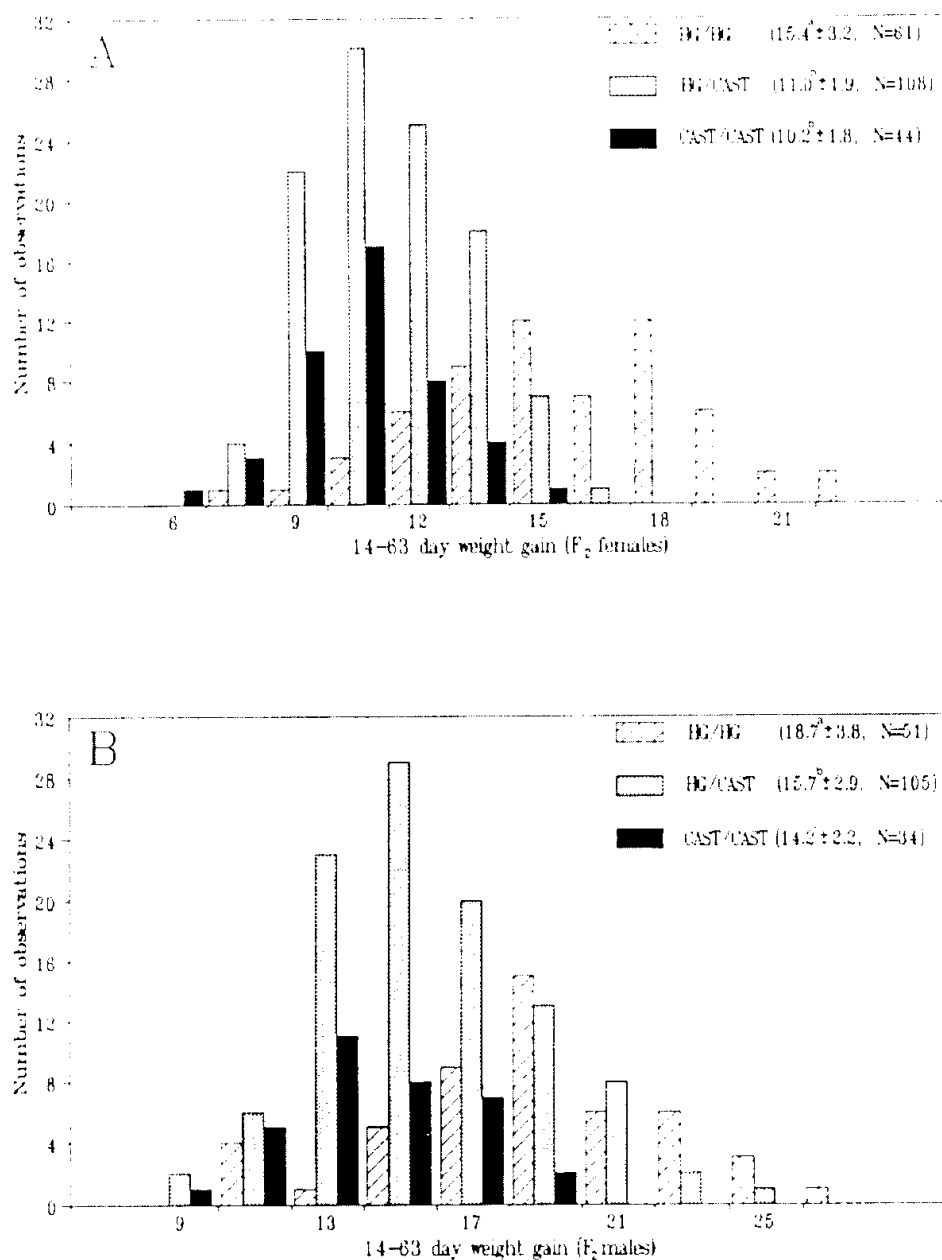 A
HG/HG (15.4ᵃ±3.2, N=61)
HG/CAST (11.0ᵇ±1.9, N=108)
CAST/CAST (10.2ᵇ±1.8, N=44)
Number of observations
32
28
24
20
16
12
8
4
0
6 9 12 15 18 21
14-63 day weight gain (F₂ females)
B
HG/HG (18.7ᵃ±3.8, N=51)
HG/CAST (15.7ᵇ±2.9, N=105)
CAST/CAST (14.2±2.2, N=34)
Number of observations
32
28
24
20
16
12
8
4
0
9 13 17 21 25
14-63 day weight gain (F₂ males)